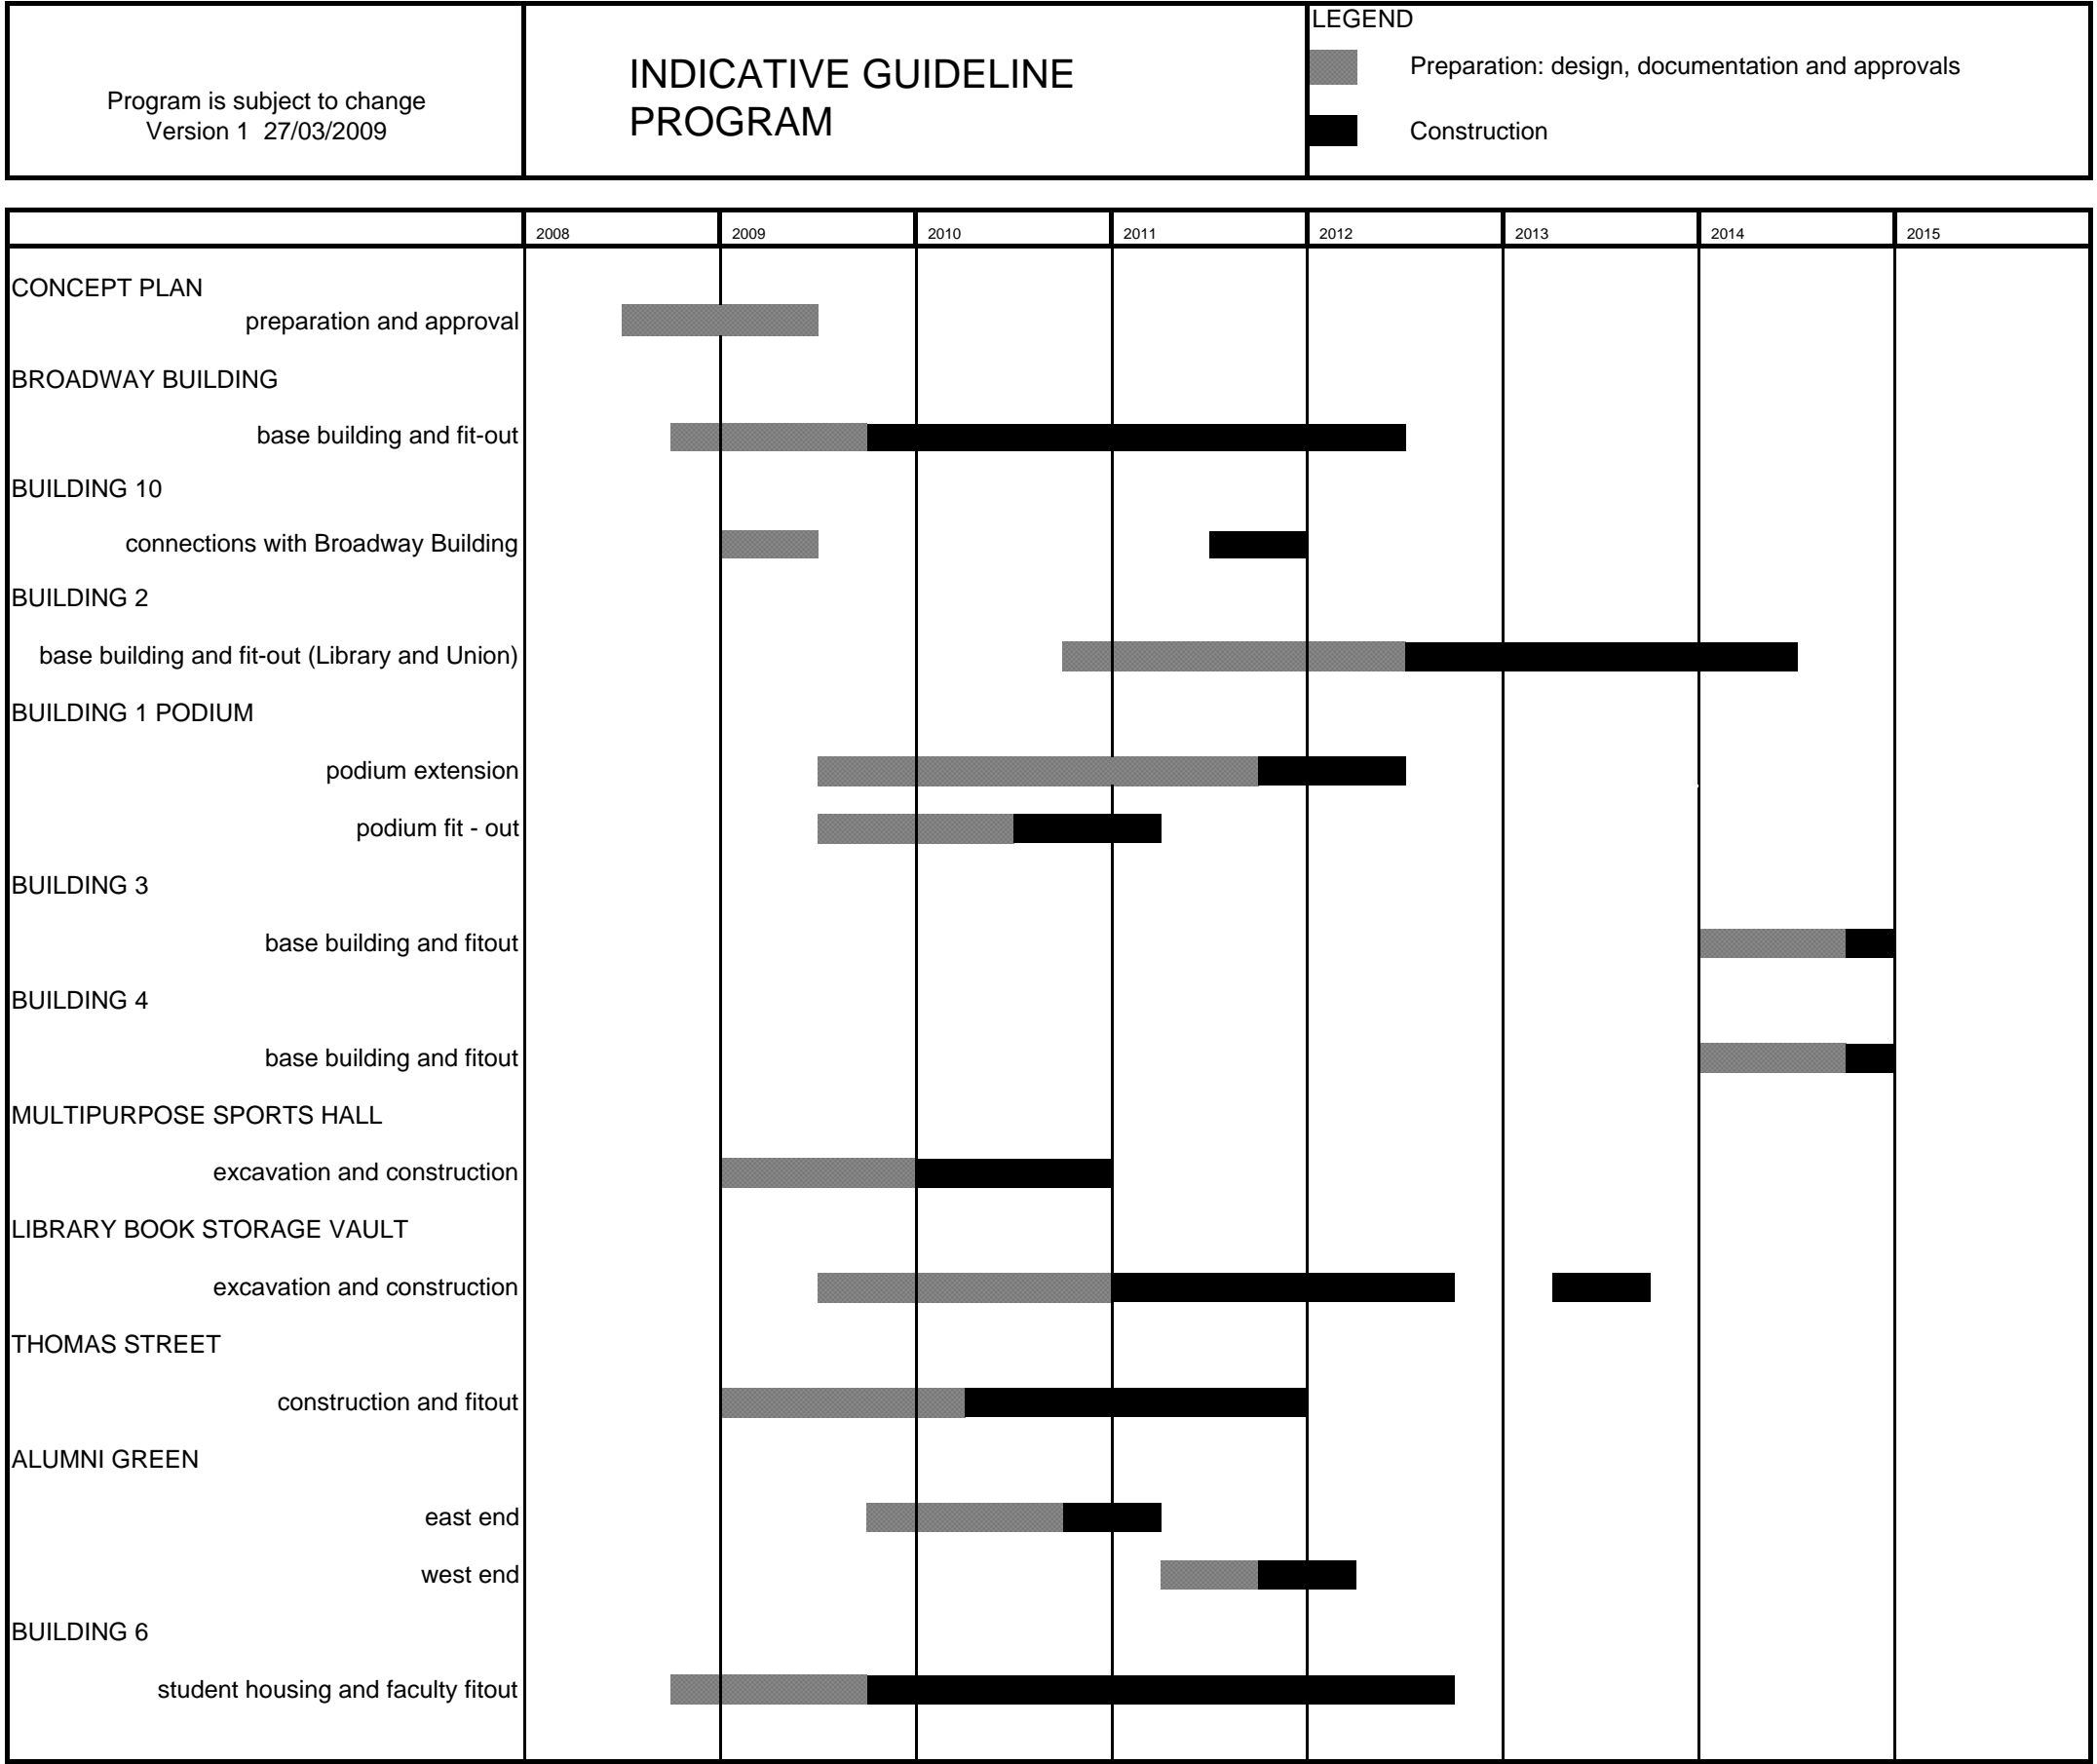 Program is subject to change
Version 1 27/03/2009
INDICATIVE GUIDELINE
PROGRAM
LEGEND
Preparation: design, documentation and approvals
Construction
2008 2009 2010 2011 2012 2013 2014 2015
CONCEPT PLAN
preparation and approval
BROADWAY BUILDING
base building and fit-out
BUILDING 10
connections with Broadway Building
BUILDING 2
base building and fit-out (Library and Union)
BUILDING 1 PODIUM
podium extension
podium fit - out
BUILDING 3
base building and fitout
BUILDING 4
base building and fitout
MULTIPURPOSE SPORTS HALL
excavation and construction
LIBRARY BOOK STORAGE VAULT
excavation and construction
THOMAS STREET
construction and fitout
ALUMNI GREEN
east end
west end
BUILDING 6
student housing and faculty fitout